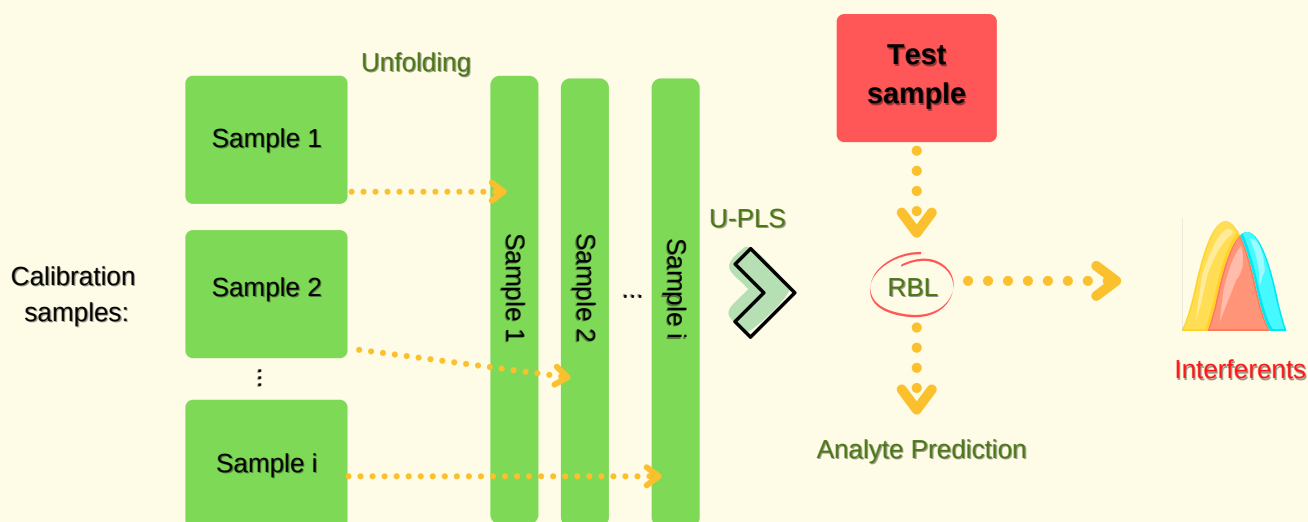 Unfolding
Test
sample
Calibration
samples:
Sample 1
Sample 2
...
Sample i
Sample 1
Sample 2
...
Sample i
U-PLS
RBL
Analyte Prediction
Interferents